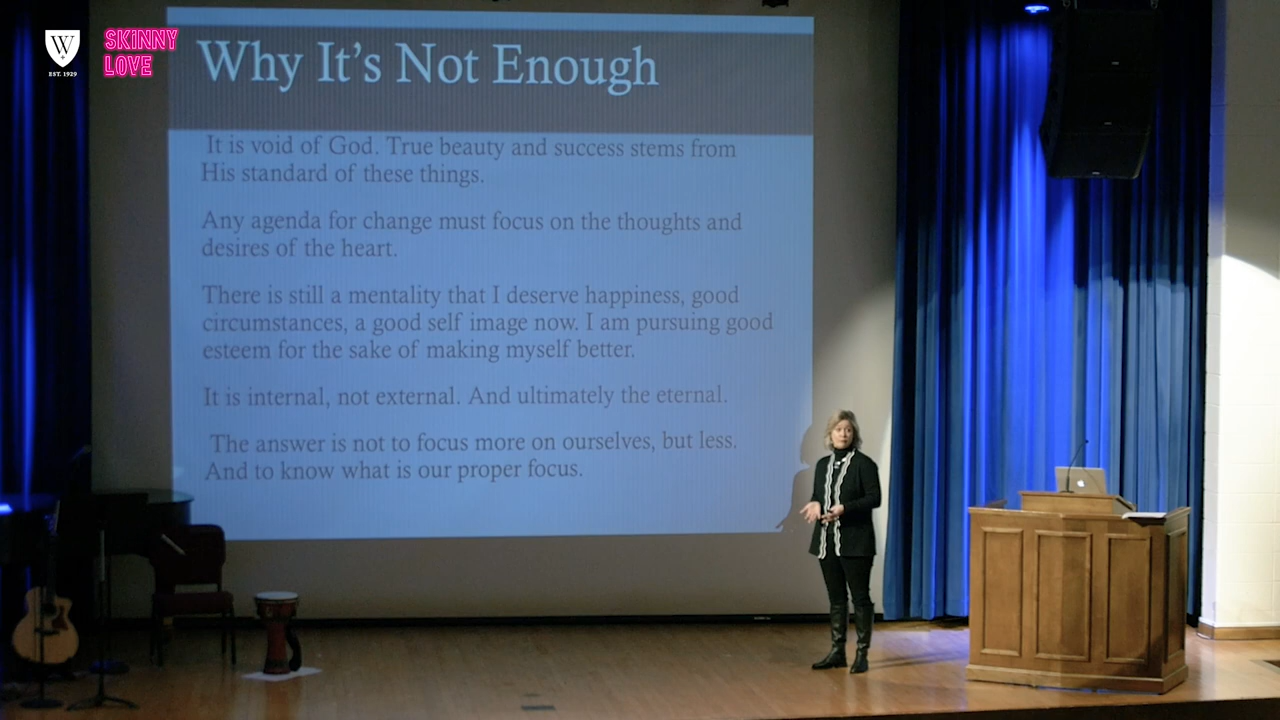 W
EST. 1929
SKINNY
LOVE
Why It's Not Enough
It is void of God. True beauty and success stems from
His standard of these things.
Any agenda for change must focus on the thoughts and
desires of the heart.
There is still a mentality that I deserve happiness, good
circumstances, a good self image now. I am pursuing good
esteem for the sake of making myself better.
It is internal, not external. And ultimately the eternal.
The answer is not to focus more on ourselves, but less.
And to know what is our proper focus.